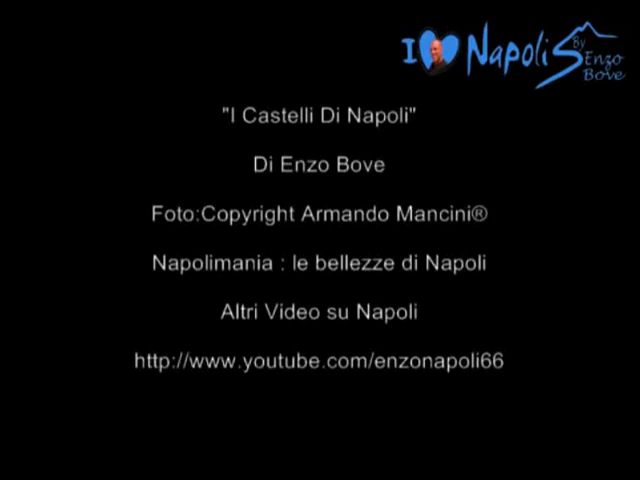 I Napoli
By
Enzo
Bove
"I Castelli Di Napoli"
Di Enzo Bove
Foto:Copyright Armando Mancini®
Napolimania : le bellezze di Napoli
Altri Video su Napoli
http://www.youtube.com/enzonapoli66